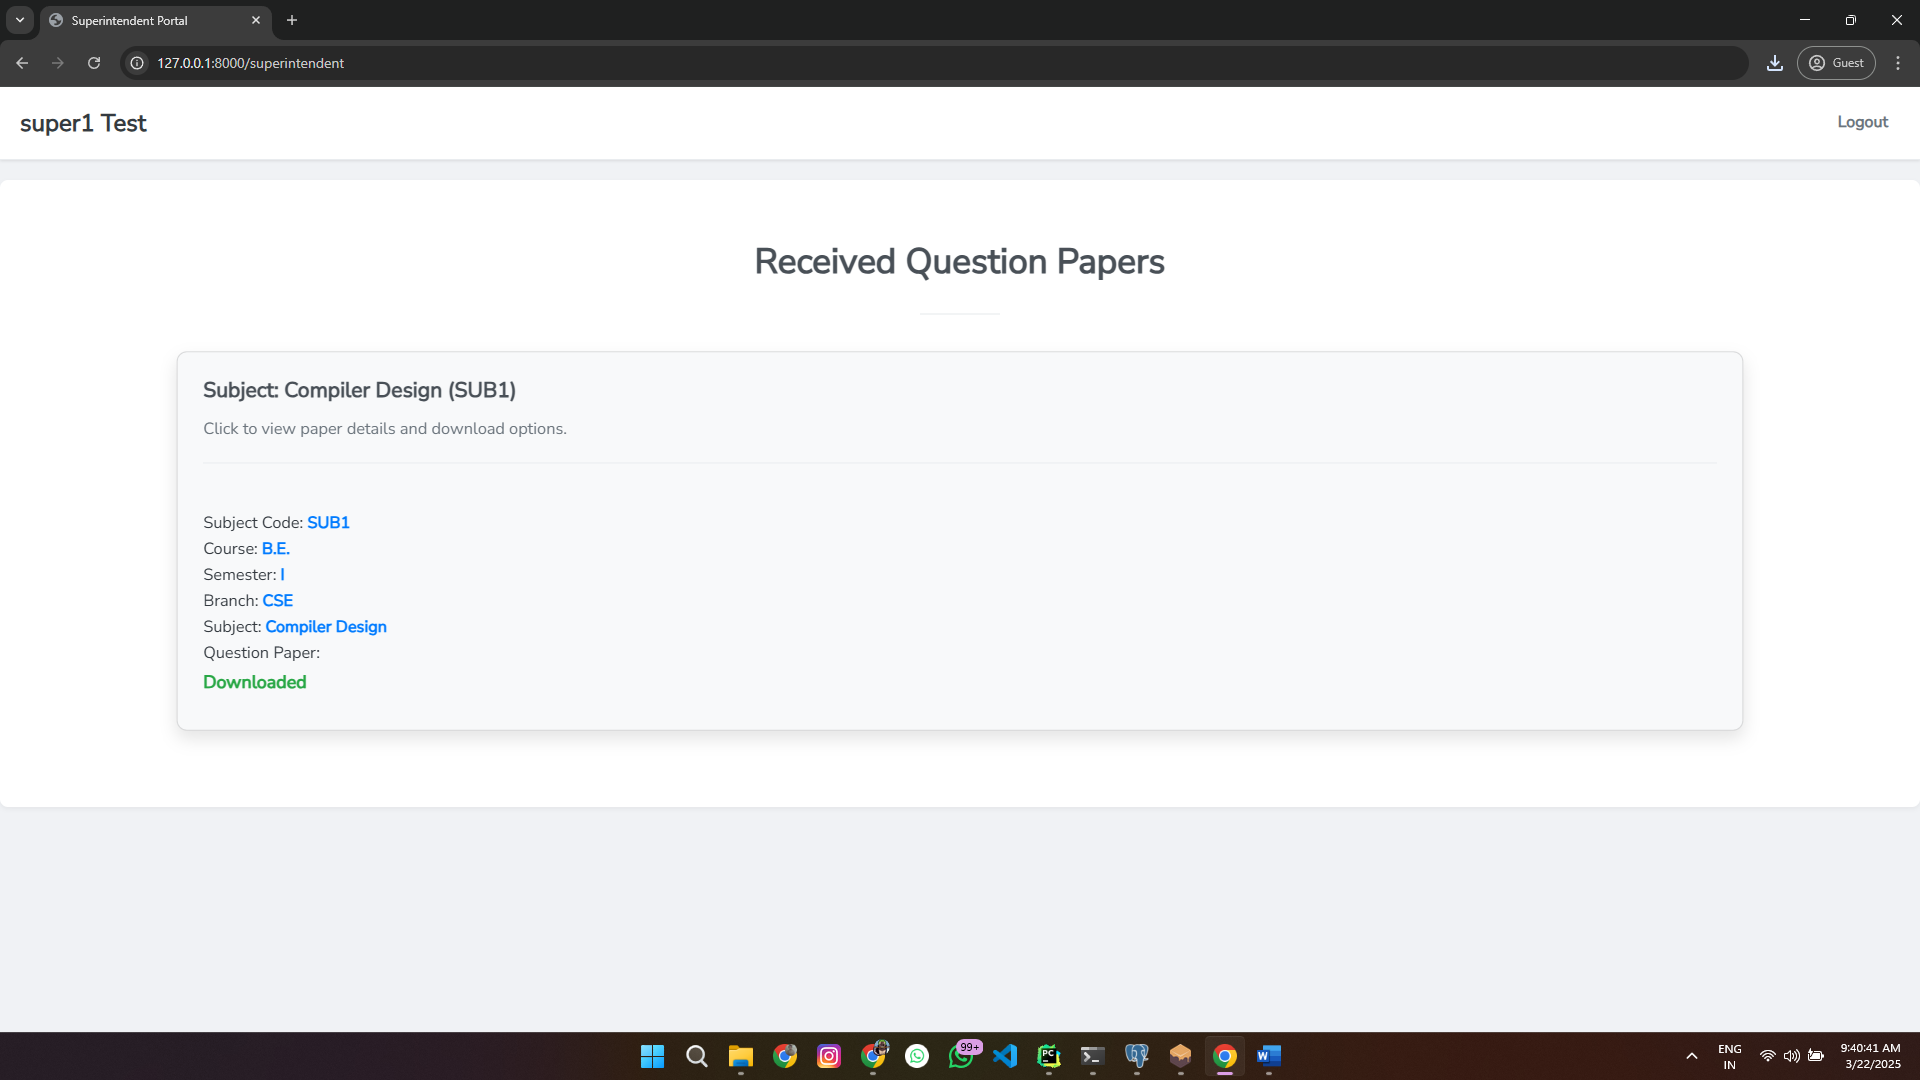 Superintendent Portal
127.0.0.1:8000/superintendent
Guest
super1 Test
Logout
Received Question Papers
Subject: Compiler Design (SUB1)
Click to view paper details and download options.
Subject Code: SUB1
Course: B.E.
Semester: I
Branch: CSE
Subject: Compiler Design
Question Paper:
Downloaded
99+
PC
W
ENG
IN
9:40:41 AM
3/22/2025